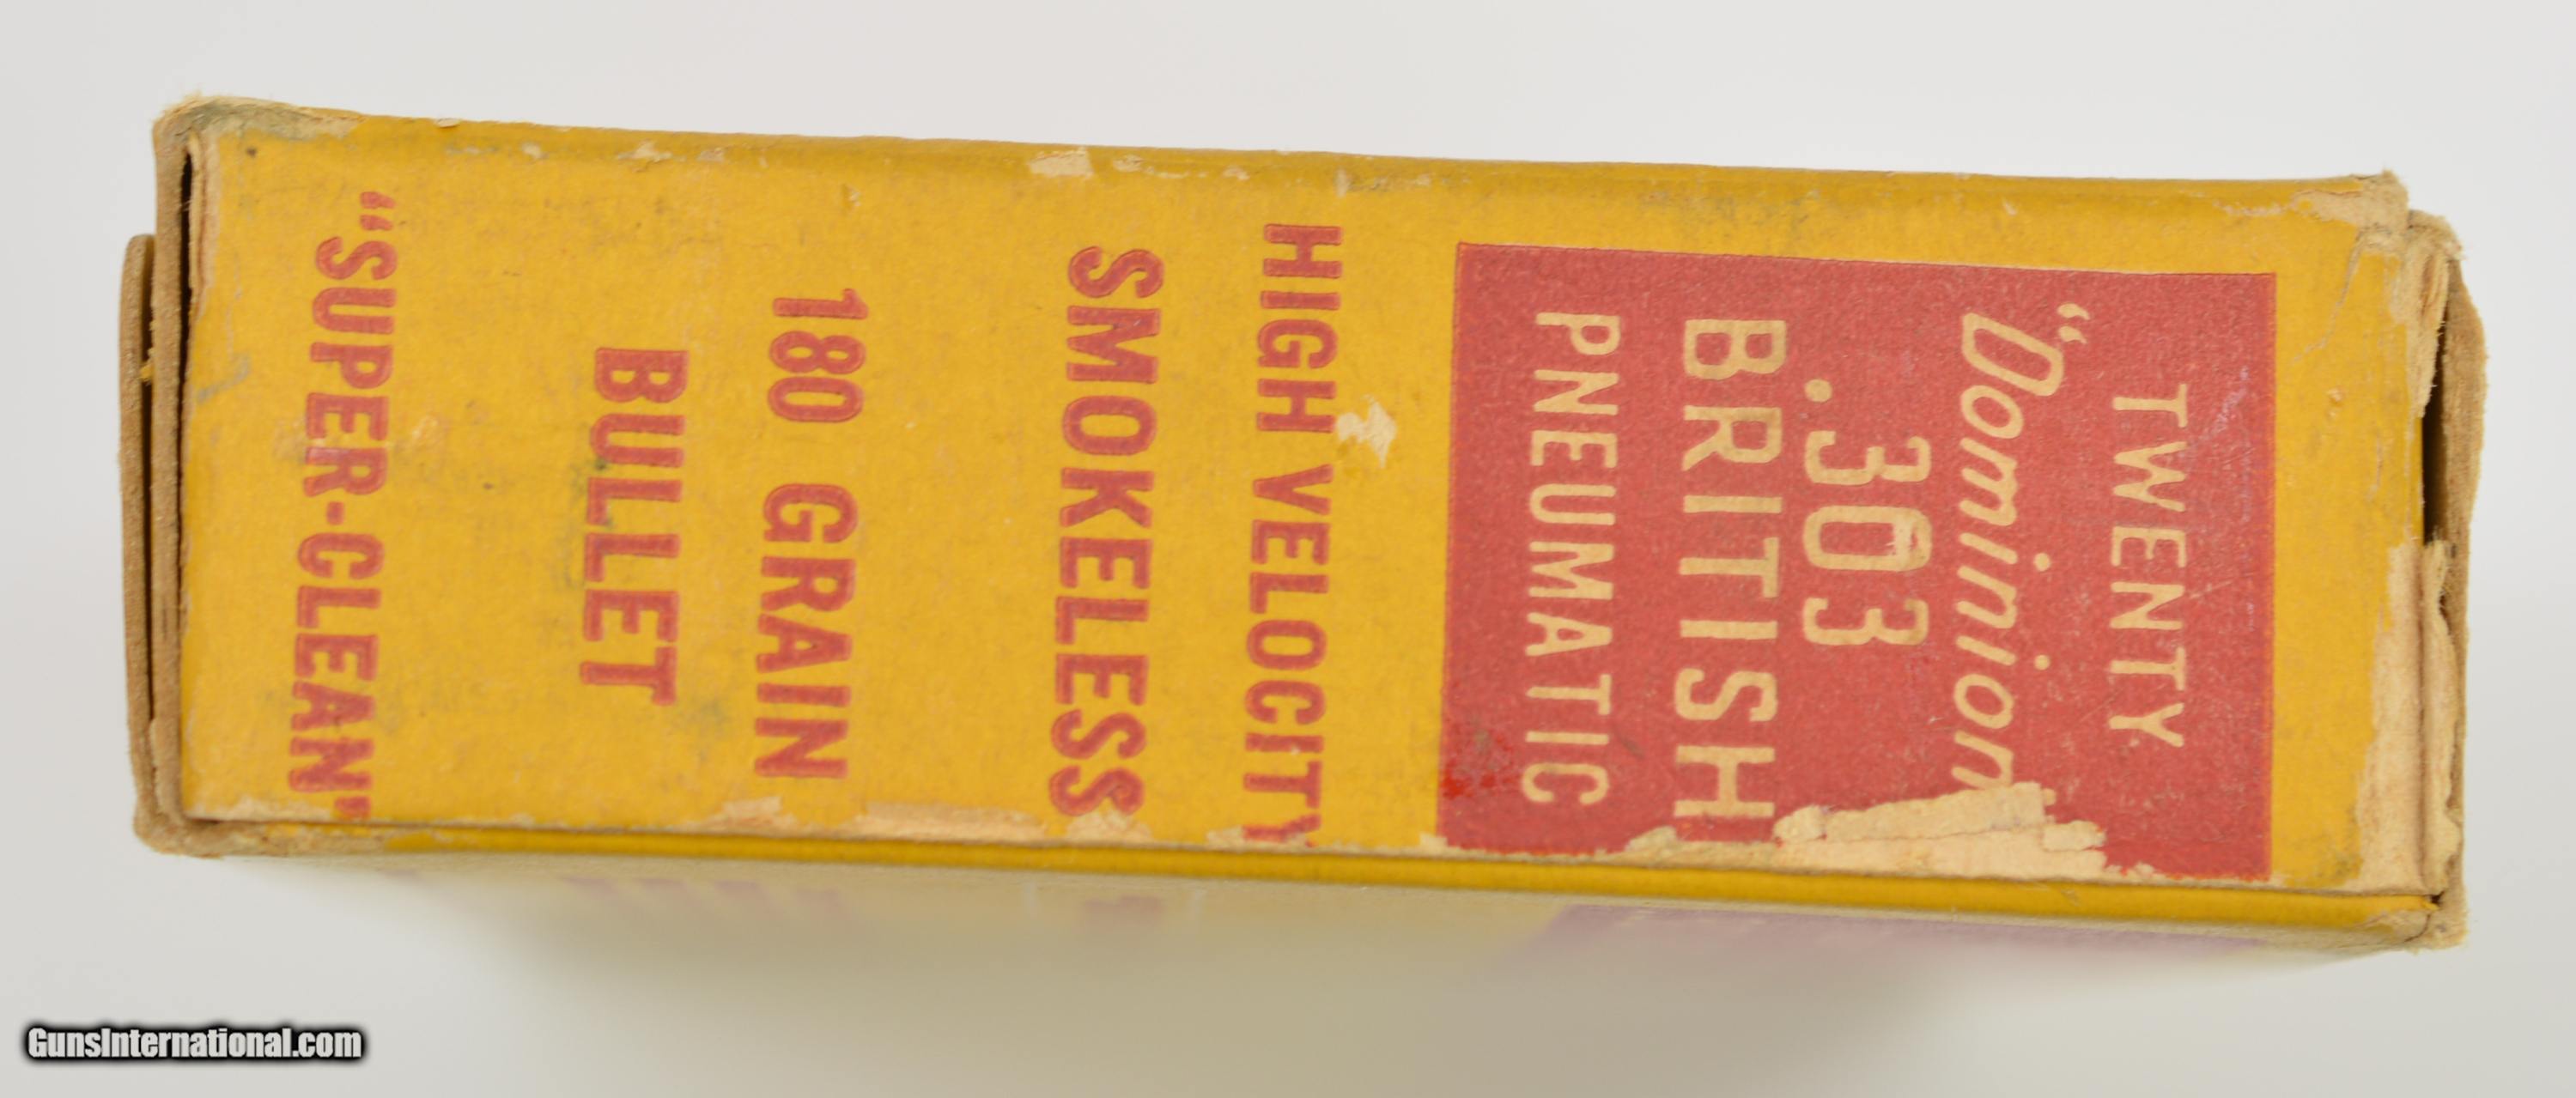 TWENTY
"Dominion
.303
BRITISH
PNEUMATIC
HIGH VELOCITY
SMOKELESS
180 GRAIN
BULLET
"SUPER-CLEAN"
GunsInternational.com